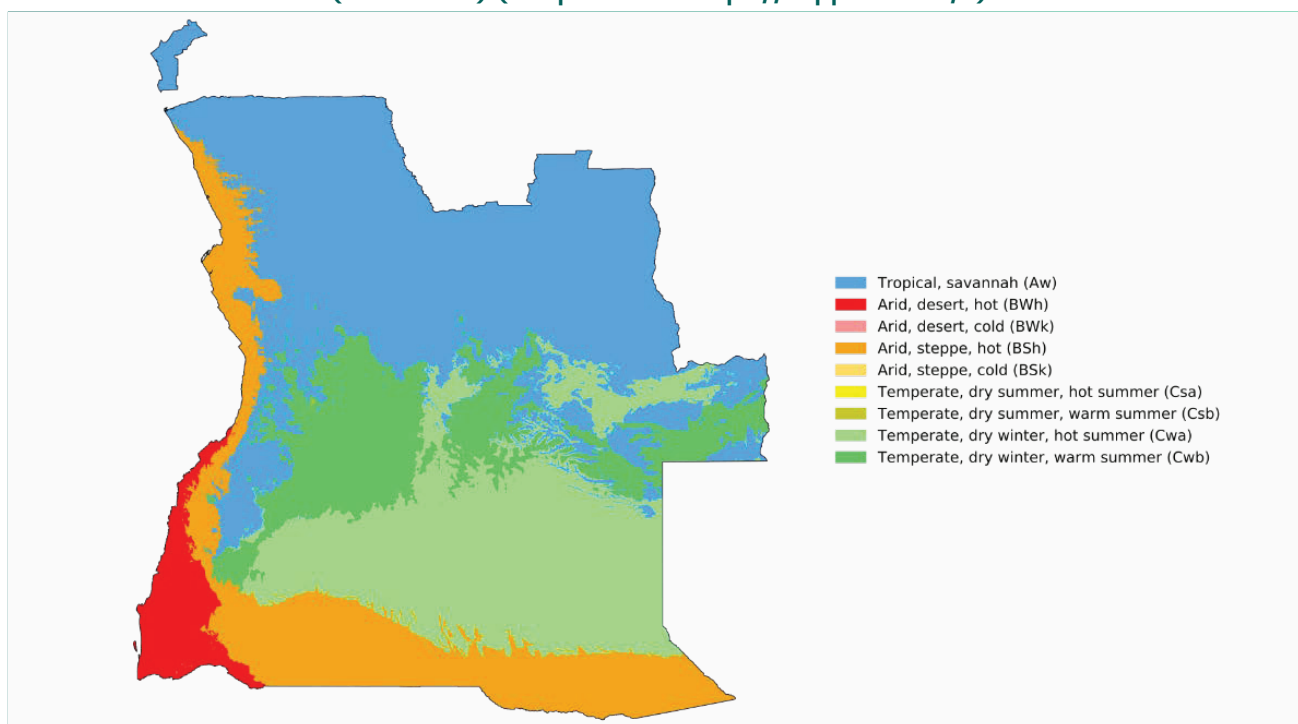 Tropical, savannah (Aw)
Arid, desert, hot (BWh)
Arid, desert, cold (BWk)
Arid, steppe, hot (BSh)
Arid, steppe, cold (BSk)
Temperate, dry summer, hot summer (Csa)
Temperate, dry summer, warm summer (Csb)
Temperate, dry winter, hot summer (Cwa)
Temperate, dry winter, warm summer (Cwb)